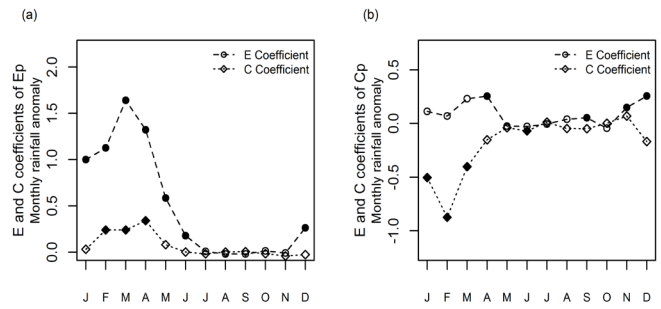 (a)
E and C coefficients of Ep
Monthly rainfall anomaly
0.0 0.5 1.0 1.5 2.0
E Coefficient
C Coefficient
J F M A M J J A S O N D
(b)
E and C coefficients of Cp
Monthly rainfall anomaly
-1.0 -0.5 0.0 0.5
E Coefficient
C Coefficient
J F M A M J J A S O N D